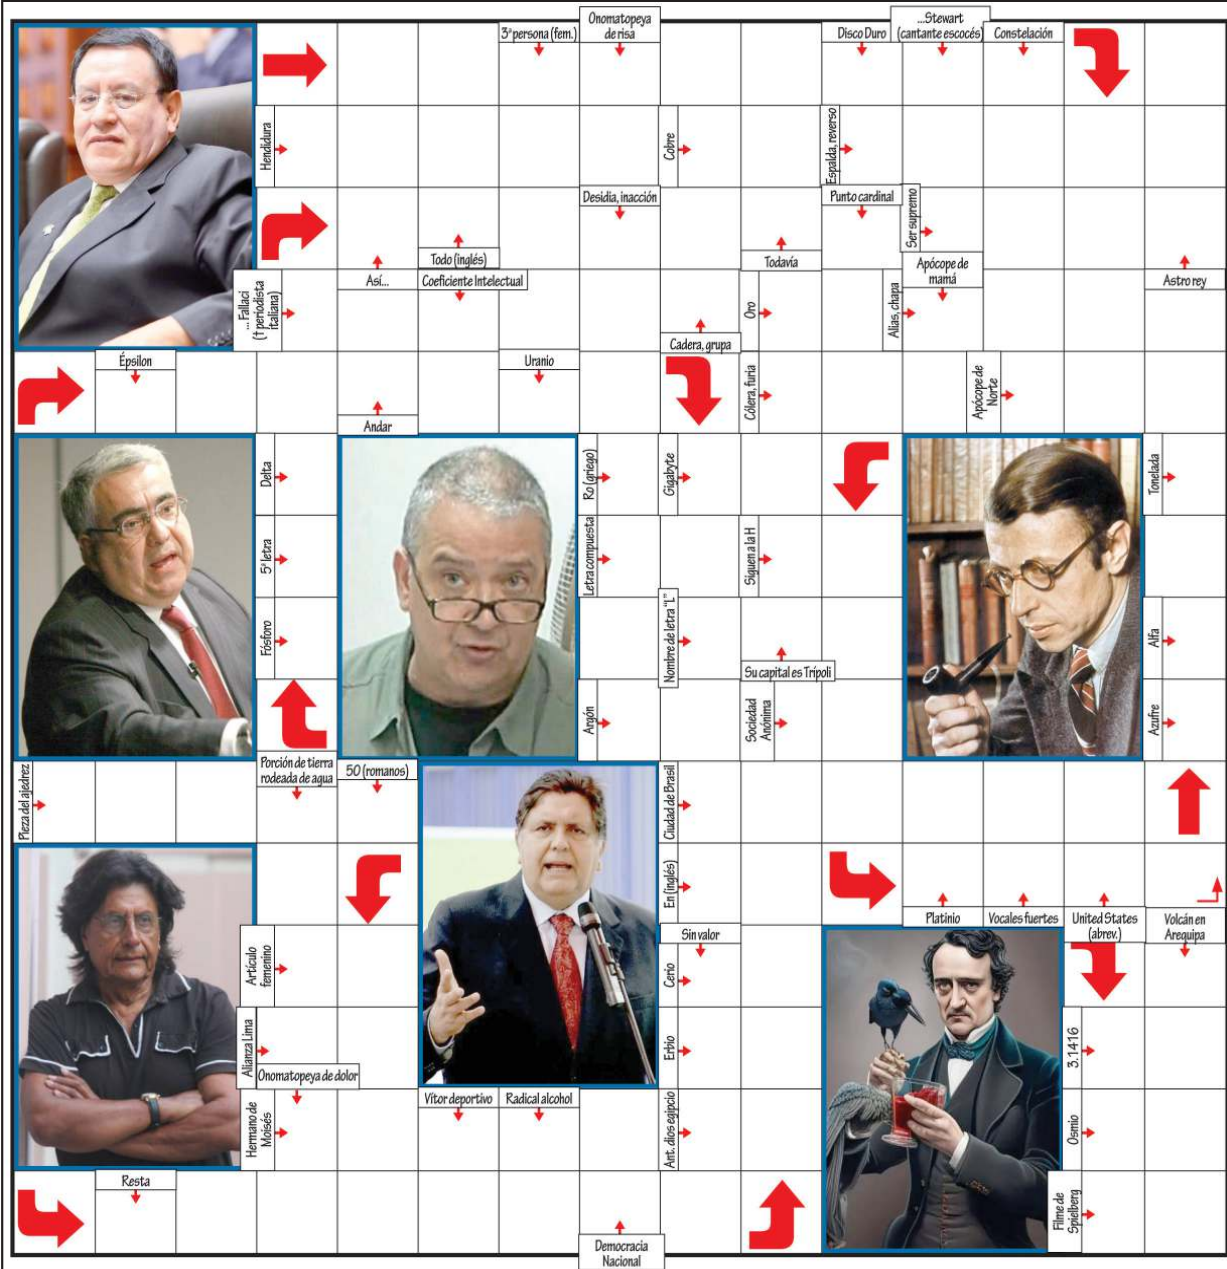 3ª persona (fem.)
Onomatopeya
de risa
Disco Duro
...Stewart
(cantante escocés)
Constelación
Hendidura
Cobre
Espalda, reverso
Desidia, inacción
Punto cardinal
Ser supremo
Todo (inglés)
Todavía
... Fallaci
(† periodista
italiana)
Así...
Coeficiente Intelectual
Oro
Alias, chapa
Apócope de
mamá
Astro rey
Cadera, grupa
Épsilon
Uranio
Cólera, furia
Apócope de
Norte
Andar
Delta
Ro (griego)
Gigabyte
Tonelada
5ª letra
Letra compuesta
Siguen a la H
Fósforo
Nombre de letra "L"
Alfa
Su capital es Trípoli
Argón
Sociedad
Anónima
Azufre
Pieza del ajedrez
Porción de tierra
rodeada de agua
50 (romanos)
Ciudad de Brasil
En (inglés)
Platinio
Vocales fuertes
United States
(abrev.)
Volcán en
Arequipa
Artículo
femenino
Sin valor
Cerio
Alianza Lima
Erbio
3.1416
Onomatopeya de dolor
Hermano de
Moisés
Vítor deportivo
Radical alcohol
Ant. dios egipcio
Osmio
Resta
Filme de
Spielberg
Democracia
Nacional